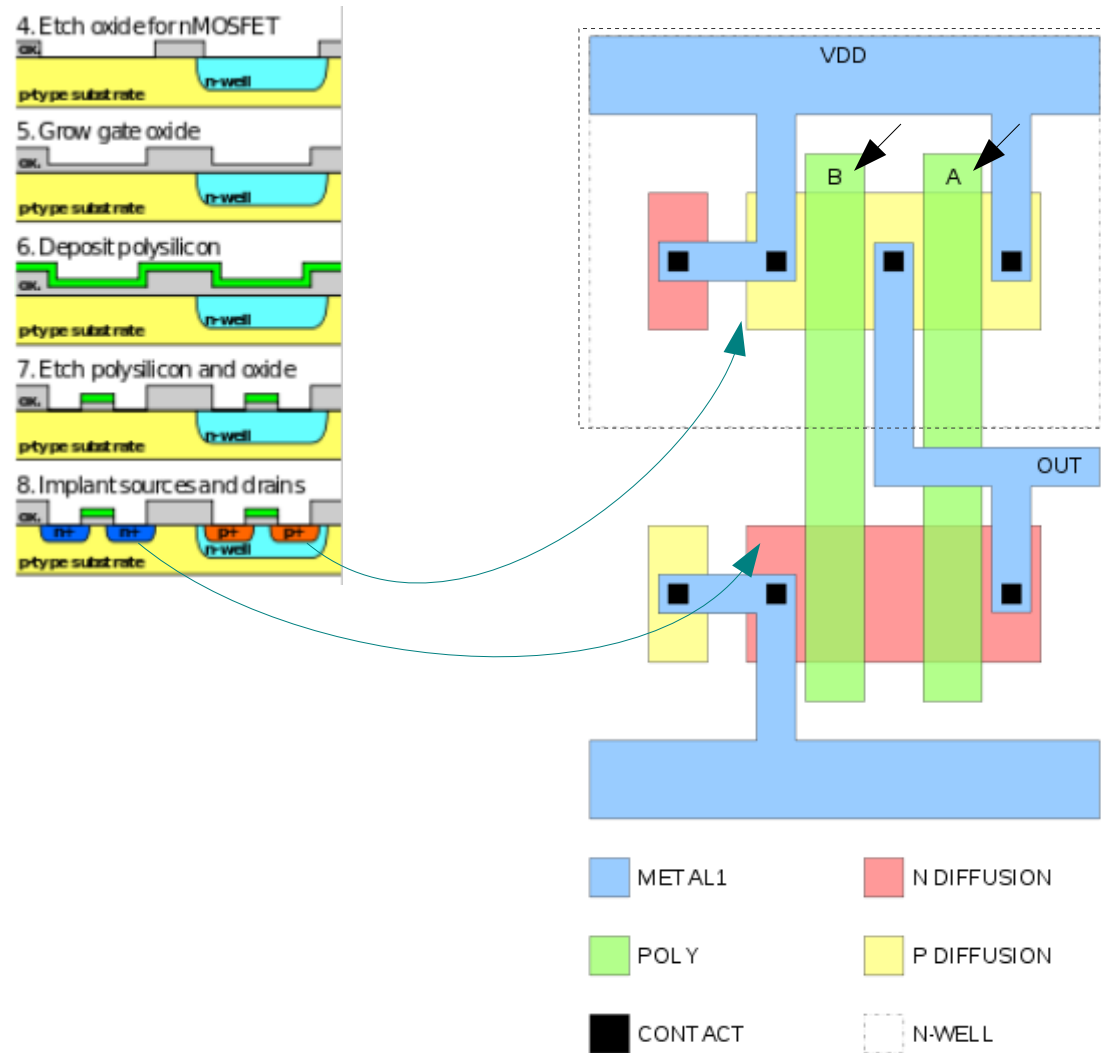 4. Etch oxide for nMOSFET
ox.
n-well
p-type substrate
5. Grow gate oxide
ox.
n-well
p-type substrate
6. Deposit polysilicon
ox.
n-well
p-type substrate
7. Etch polysilicon and oxide
ox.
n-well
p-type substrate
8. Implant sources and drains
ox.
n+ n+ p+ p+
n-well
p-type substrate
VDD
B A
OUT
METAL1 N DIFFUSION
POLY P DIFFUSION
CONTACT N-WELL